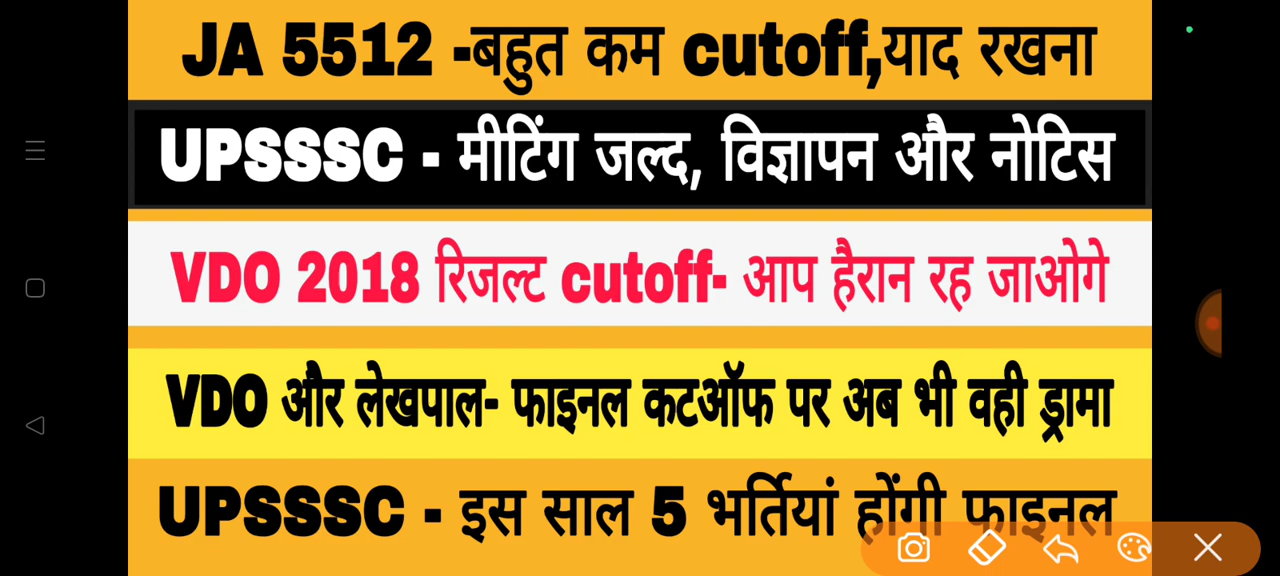 JA 5512 -बहुत कम cutoff,याद रखना
UPSSSC - मीटिंग जल्द, विज्ञापन और नोटिस
VDO 2018 रिजल्ट cutoff- आप हैरान रह जाओगे
VDO और लेखपाल- फाइनल कटऑफ पर अब भी वही ड्रामा
UPSSSC - इस साल 5 भर्तियां होंगी फाइनल